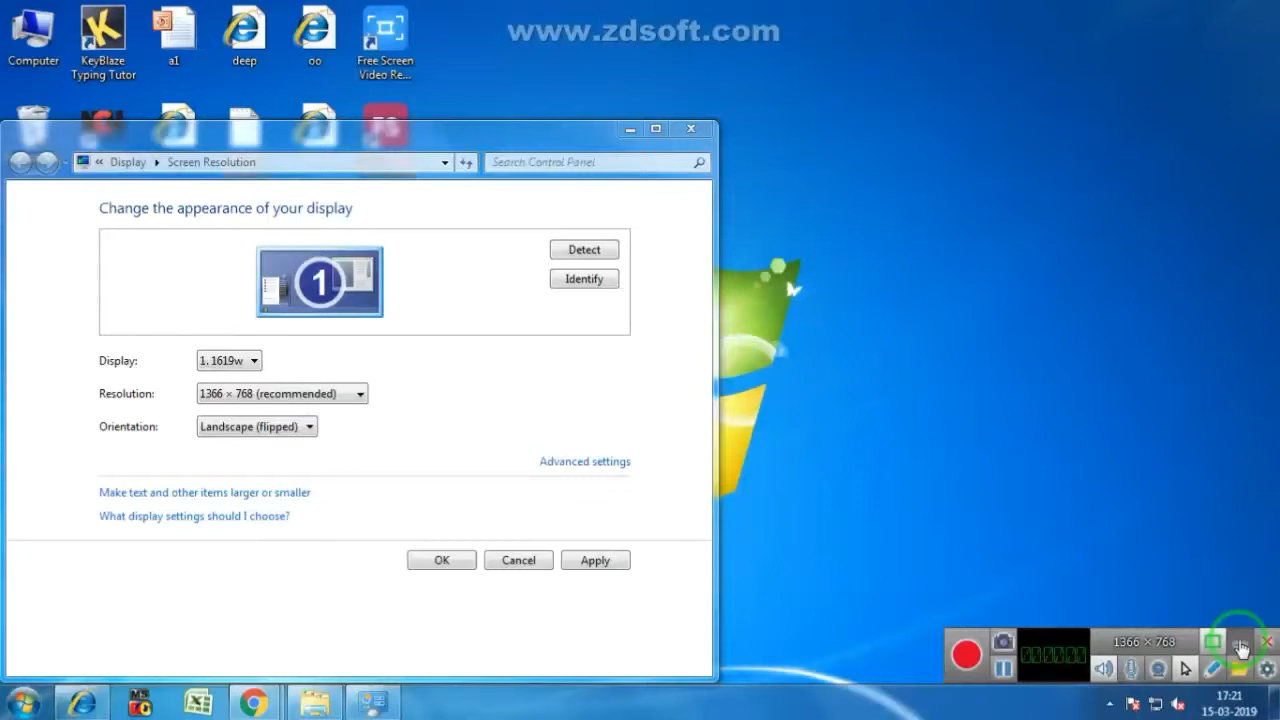 www.zdsoft.com
Computer
KeyBlaze
Typing Tutor
a1
deep
oo
Free Screen
Video Re...
« Display Screen Resolution
Search Control Panel
Change the appearance of your display
1
Detect
Identify
Display:
1. 1619w
Resolution:
1366 × 768 (recommended)
Orientation:
Landscape (flipped)
Advanced settings
Make text and other items larger or smaller
What display settings should I choose?
OK
Cancel
Apply
1366 × 768
000000
17:21
15-03-2019